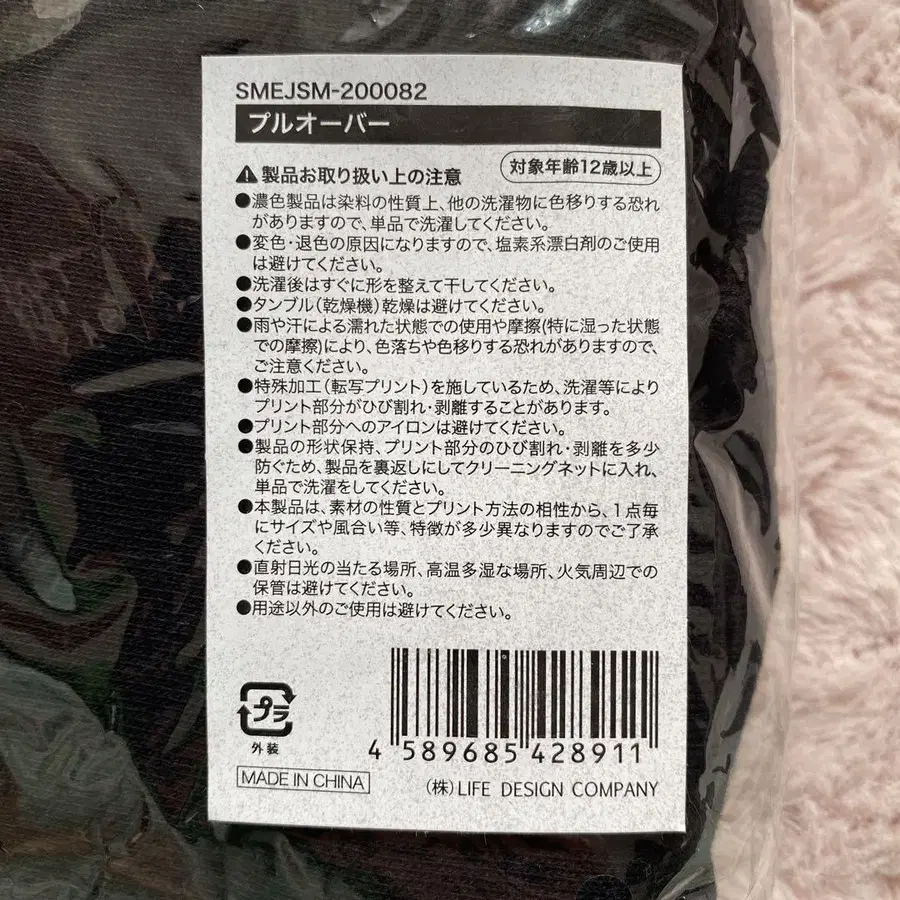 SMEJSM-200082
プルオーバー
製品お取り扱い上の注意
対象年齢12歳以上
●濃色製品は染料の性質上、他の洗濯物に色移りする恐れ
がありますので、単品で洗濯してください。
●変色・退色の原因になりますので、塩素系漂白剤のご使用
は避けてください。
●洗濯後はすぐに形を整えて干してください。
●タンブル(乾燥機)乾燥は避けてください。
●雨や汗による濡れた状態での使用や摩擦(特に湿った状態
での摩擦)により、色落ちや色移りする恐れがありますので、
ご注意ください。
●特殊加工(転写プリント)を施しているため、洗濯等により
プリント部分がひび割れ・剥離することがあります。
●プリント部分へのアイロンは避けてください。
●製品の形状保持、プリント部分のひび割れ・剥離を多少
防ぐため、製品を裏返しにしてクリーニングネットに入れ、
単品で洗濯をしてください。
●本製品は、素材の性質とプリント方法の相性から、1点毎
にサイズや風合い等、特徴が多少異なりますのでご了承
ください。
●直射日光の当たる場所、高温多湿な場所、火気周辺での
保管は避けてください。
●用途以外のご使用は避けてください。
プラ
外装
4 589685 428911
MADE IN CHINA
(株)LIFE DESIGN COMPANY